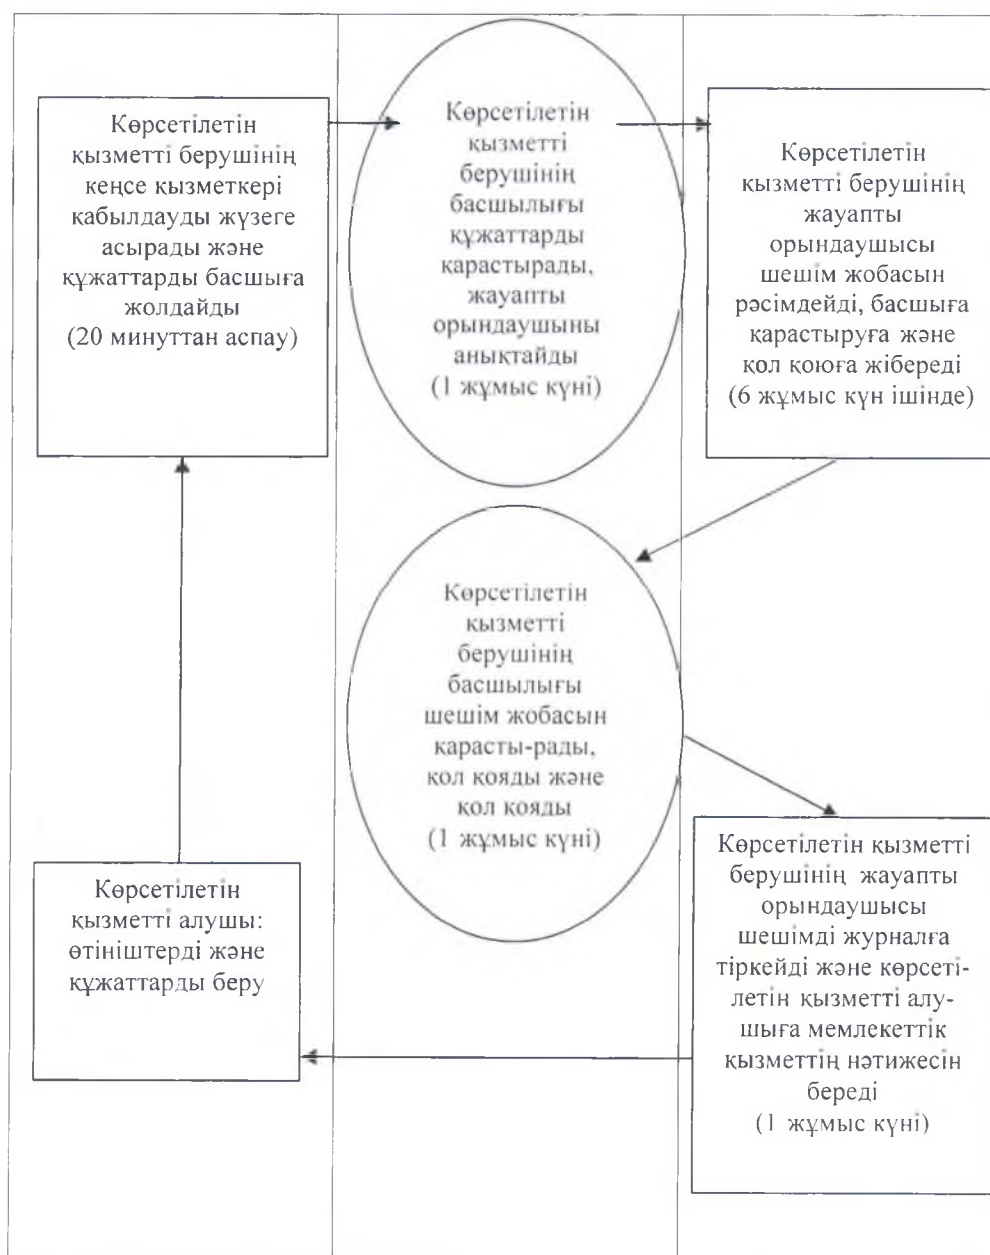 Көрсетілетін
қызметті берушінің
кеңсе қызметкері
қабылдауды жүзеге
асырады және
құжаттарды басшыға
жолдайды
(20 минуттан аспау)
Көрсетілетін
қызметті
берушінің
басшылығы
құжаттарды
қарастырады,
жауапты
орындаушыны
анықтайды
(1 жұмыс күні)
Көрсетілетін
қызметті берушінің
жауапты
орындаушысы
шешім жобасын
рәсімдейді, басшыға
қарастыруға және
қол қоюға жібереді
(6 жұмыс күн ішінде)
Көрсетілетін
қызметті
берушінің
басшылығы
шешім жобасын
қарасты-рады,
қол қояды және
қол қояды
(1 жұмыс күні)
Көрсетілетін қызметті
берушінің жауапты
орындаушысы
шешімді журналға
тіркейді және көрсеті-
летін қызметті алу-
шыға мемлекеттік
қызметтің нәтижесін
береді
(1 жұмыс күні)
Көрсетілетін
қызметті алушы:
өтініштерді және
құжаттарды беру